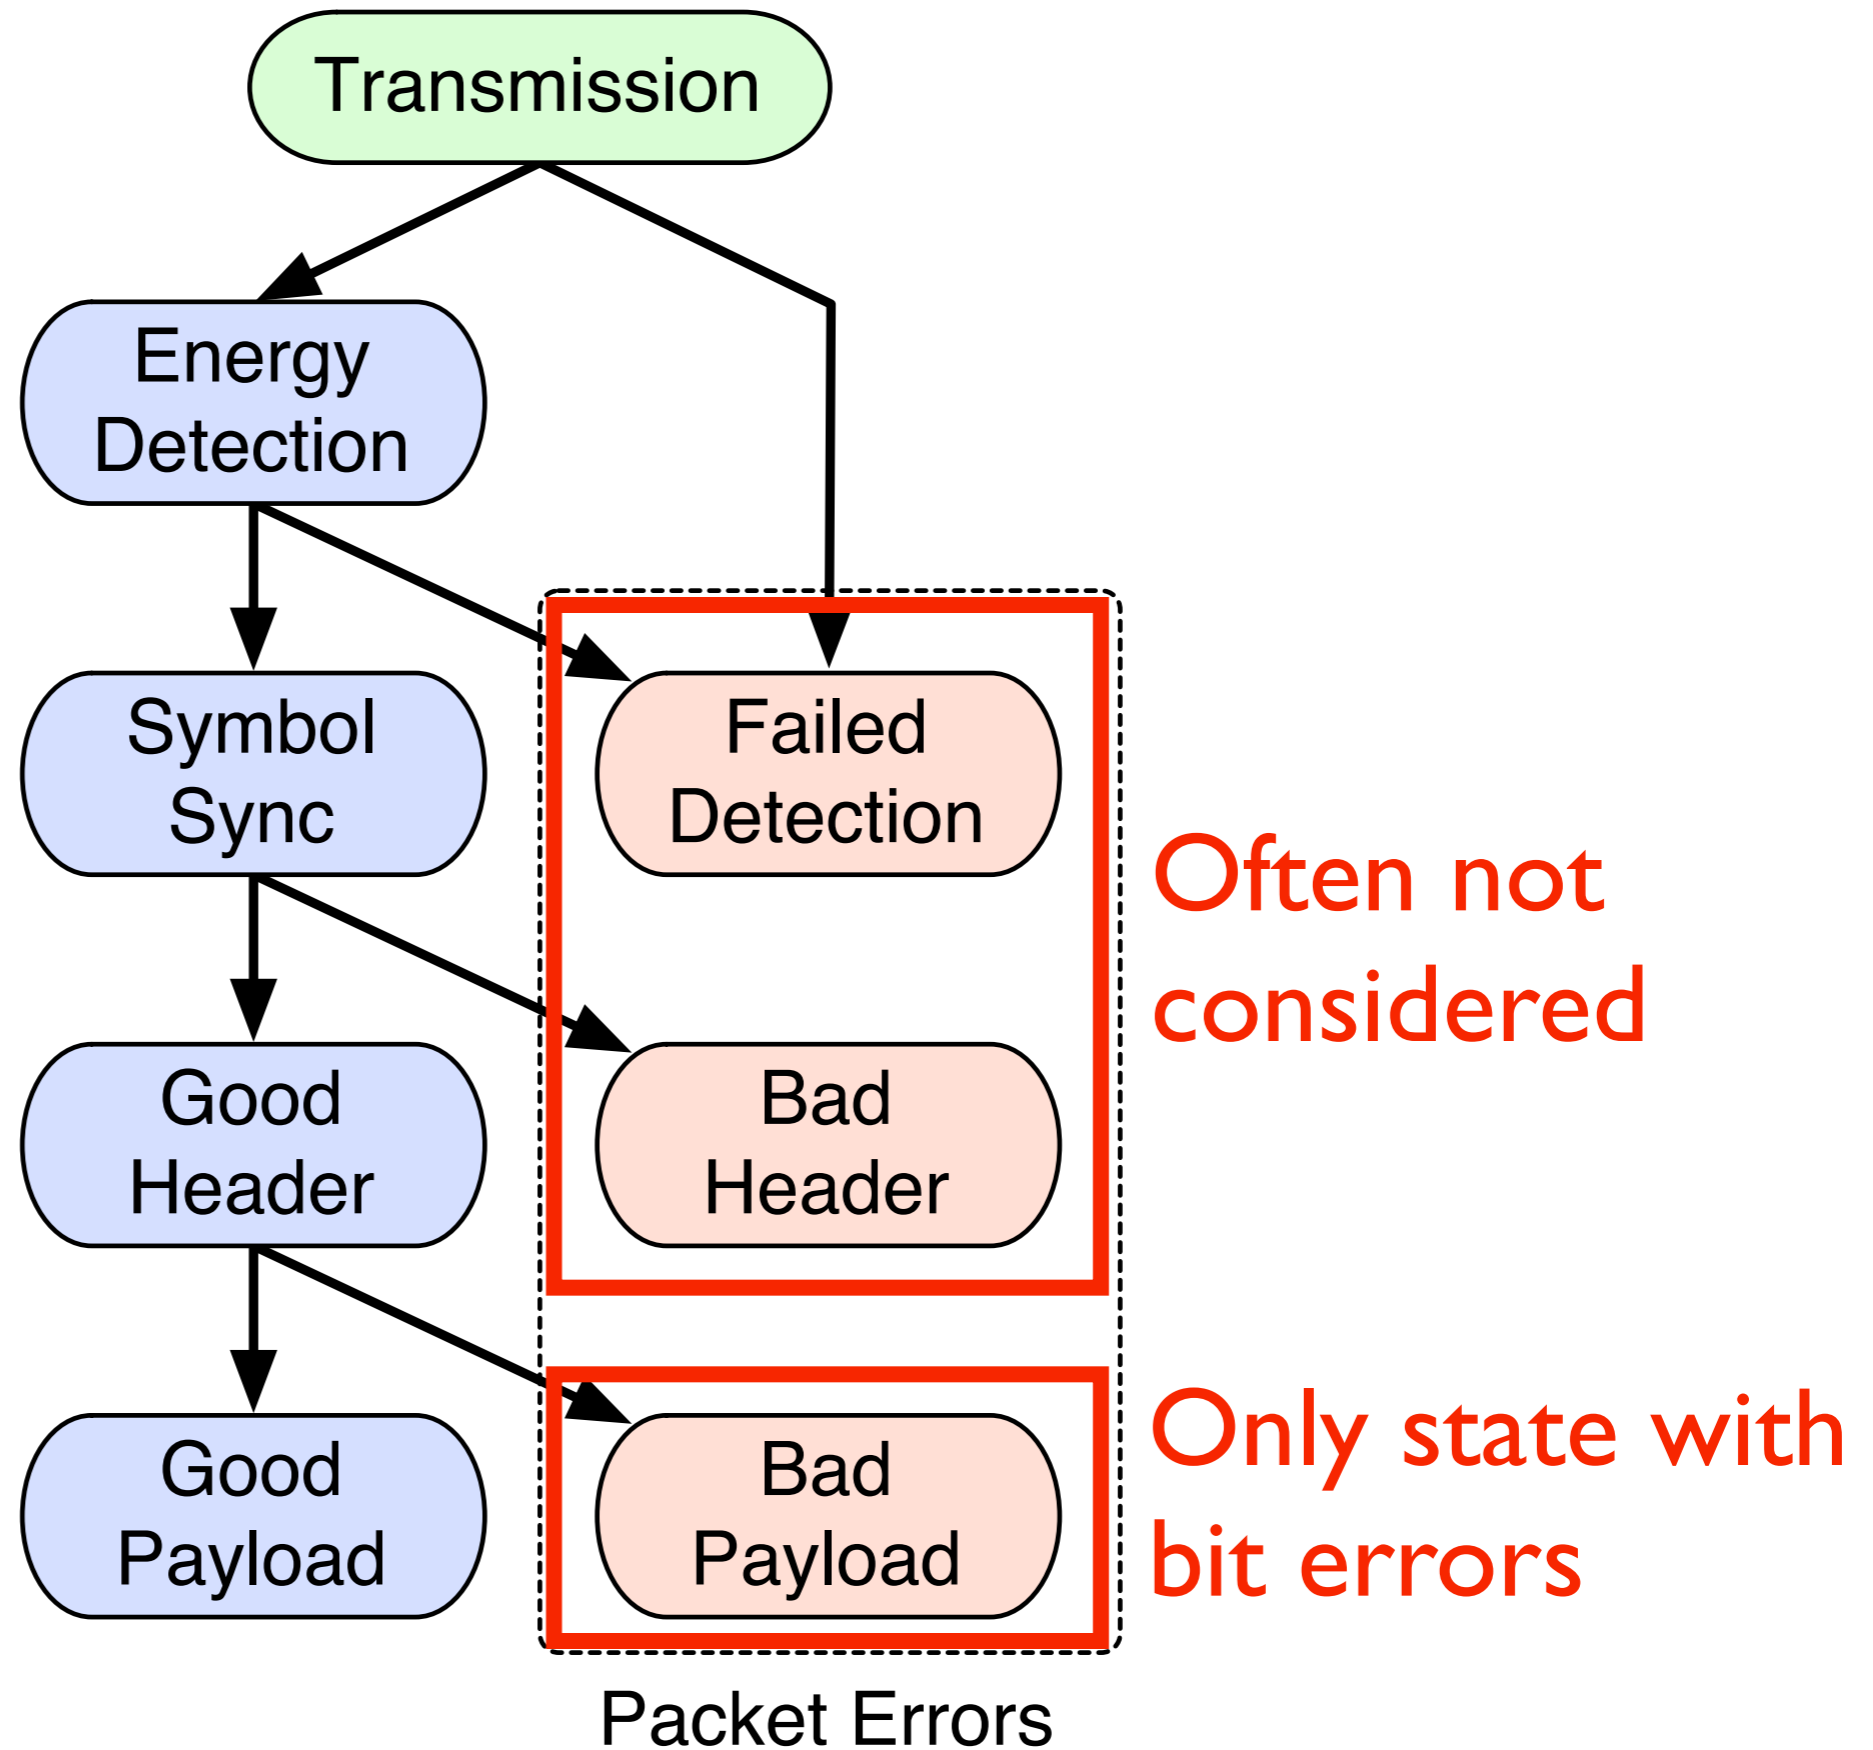 Transmission
Energy
Detection
Symbol
Sync
Failed
Detection
Often not
considered
Good
Header
Bad
Header
Good
Payload
Bad
Payload
Only state with
bit errors
Packet Errors